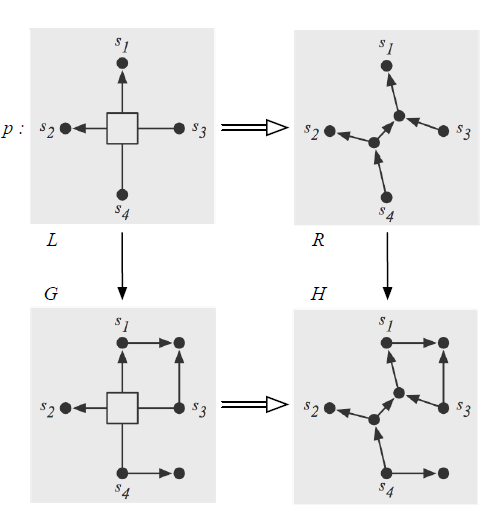 s1 s1
p : s2 s3 s2 s3
s4 s4
L R
G H
s1 s1
s2 s3 s2 s3
s4 s4